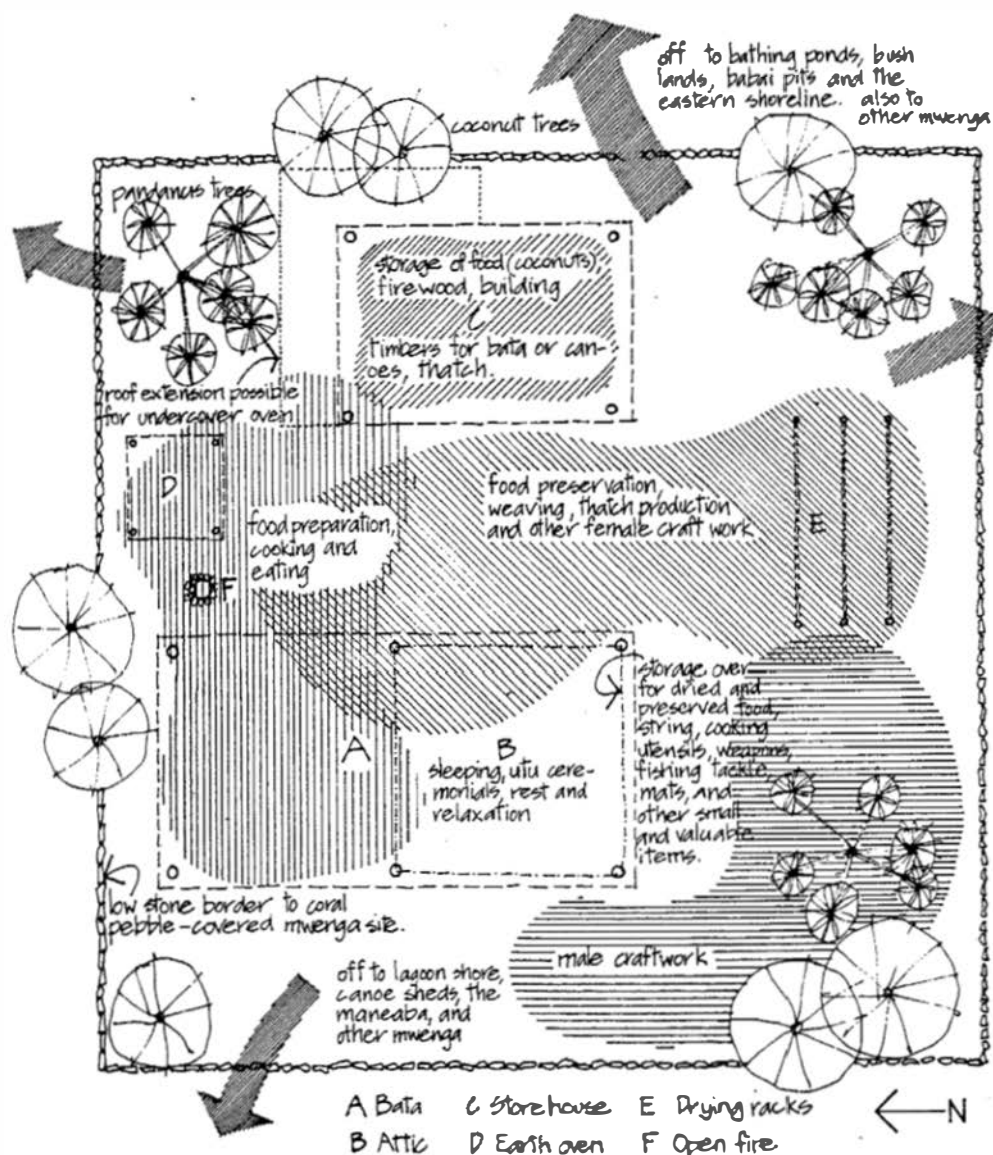 off to bathing ponds, bush
lands, babai pits and the
eastern shoreline. also to
other mwenga
coconut trees
pandanus trees
storage of food (coconuts),
firewood, building
C
timbers for bata or can-
oes, thatch.
roof extension possible
for undercover oven
D
food preparation,
cooking and
eating
F
food preservation,
weaving, thatch production
and other female craft work
E
A
B
sleeping, utu cere-
monials, rest and
relaxation
storage over
for dried and
preserved food,
string, cooking
utensils, weapons,
fishing tackle,
mats, and
other small
and valuable
items.
low stone border to coral
pebble-covered mwenga site.
male craftwork
off to lagoon shore,
canoe sheds, the
maneaba, and
other mwenga
A Bata C Storehouse E Drying racks
B Attic D Earth oven F Open fire
N